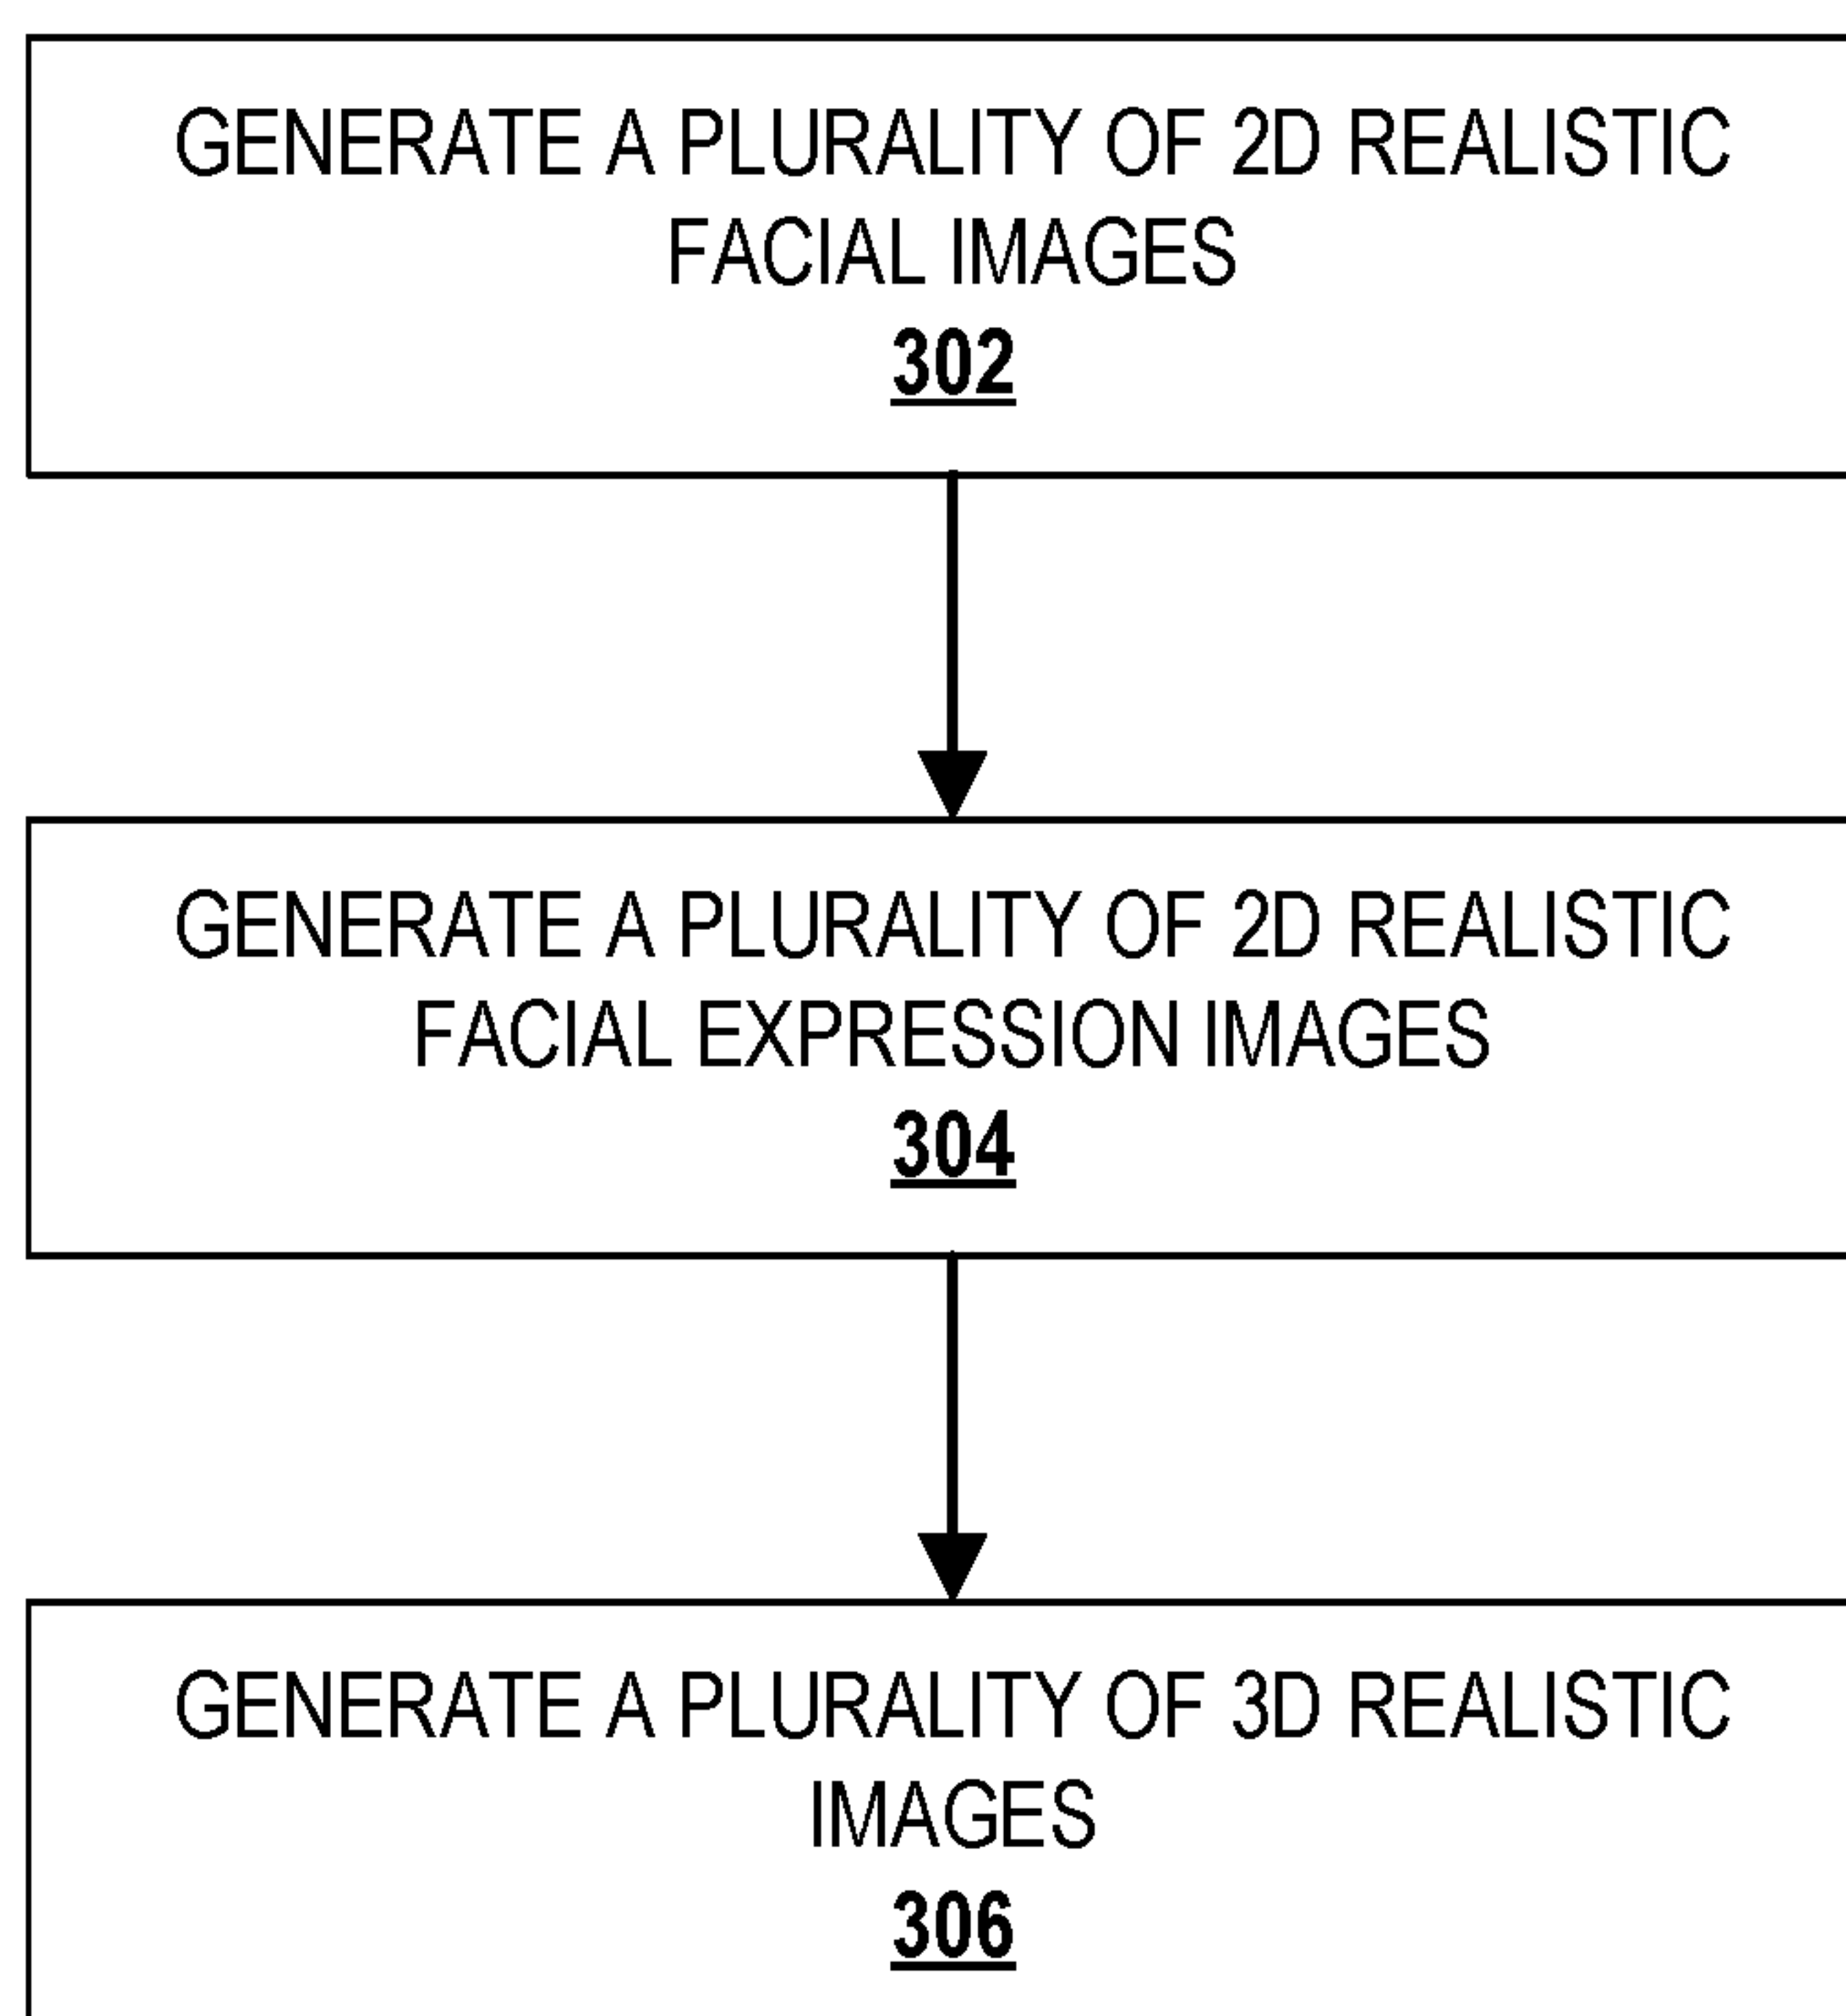 GENERATE A PLURALITY OF 2D REALISTIC
FACIAL IMAGES
302
GENERATE A PLURALITY OF 2D REALISTIC
FACIAL EXPRESSION IMAGES
304
GENERATE A PLURALITY OF 3D REALISTIC
IMAGES
306